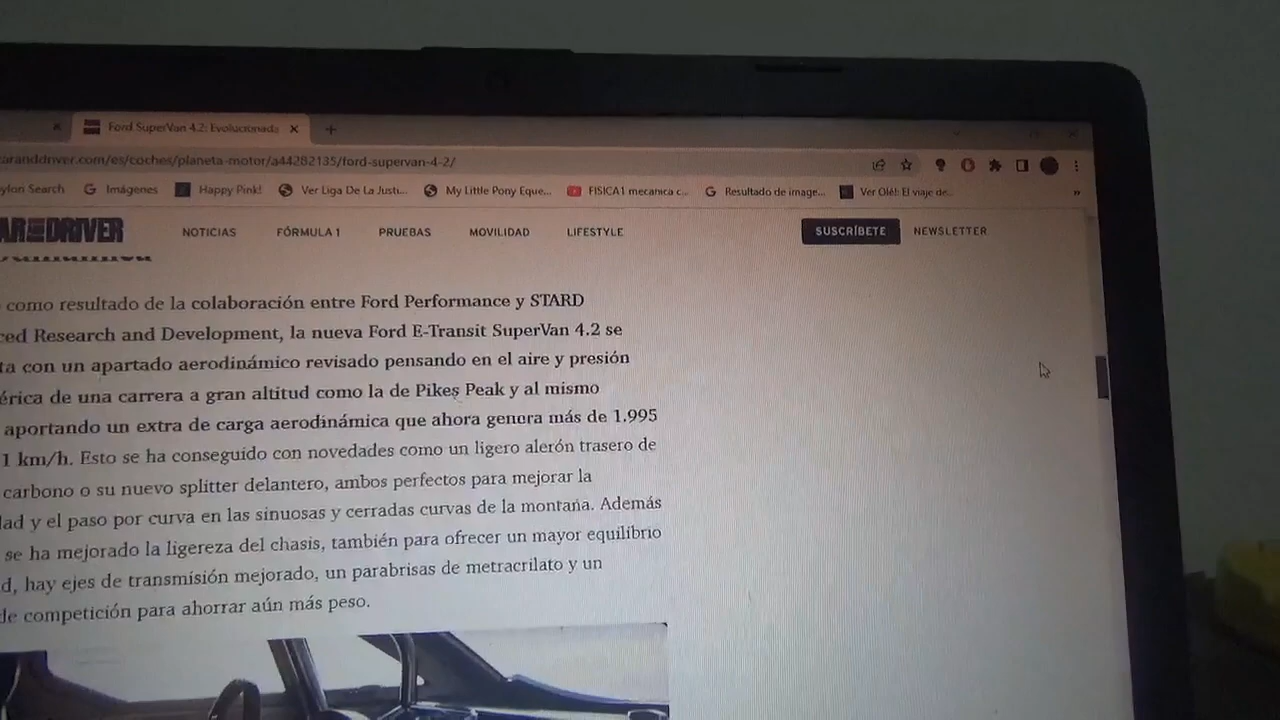 Ford SuperVan 4.2: Evolucionada
caranddriver.com/es/coches/planeta-motor/a44282135/ford-supervan-4-2/
Search
Imágenes
Happy Pink!
Ver Liga De La Justi...
My Little Pony Eque...
FISICA1 mecanica c...
Resultado de image...
Ver Olé!: El viaje de...
»
AR AND DRIVER
NOTICIAS
FÓRMULA 1
PRUEBAS
MOVILIDAD
LIFESTYLE
SUSCRÍBETE
NEWSLETTER
como resultado de la colaboración entre Ford Performance y STARD
ced Research and Development, la nueva Ford E-Transit SuperVan 4.2 se
ta con un apartado aerodinámico revisado pensando en el aire y presión
érica de una carrera a gran altitud como la de Pikes Peak y al mismo
aportando un extra de carga aerodinámica que ahora genera más de 1.995
1 km/h. Esto se ha conseguido con novedades como un ligero alerón trasero de
carbono o su nuevo splitter delantero, ambos perfectos para mejorar la
dad y el paso por curva en las sinuosas y cerradas curvas de la montaña. Además
se ha mejorado la ligereza del chasis, también para ofrecer un mayor equilibrio
d, hay ejes de transmisión mejorado, un parabrisas de metracrilato y un
de competición para ahorrar aún más peso.